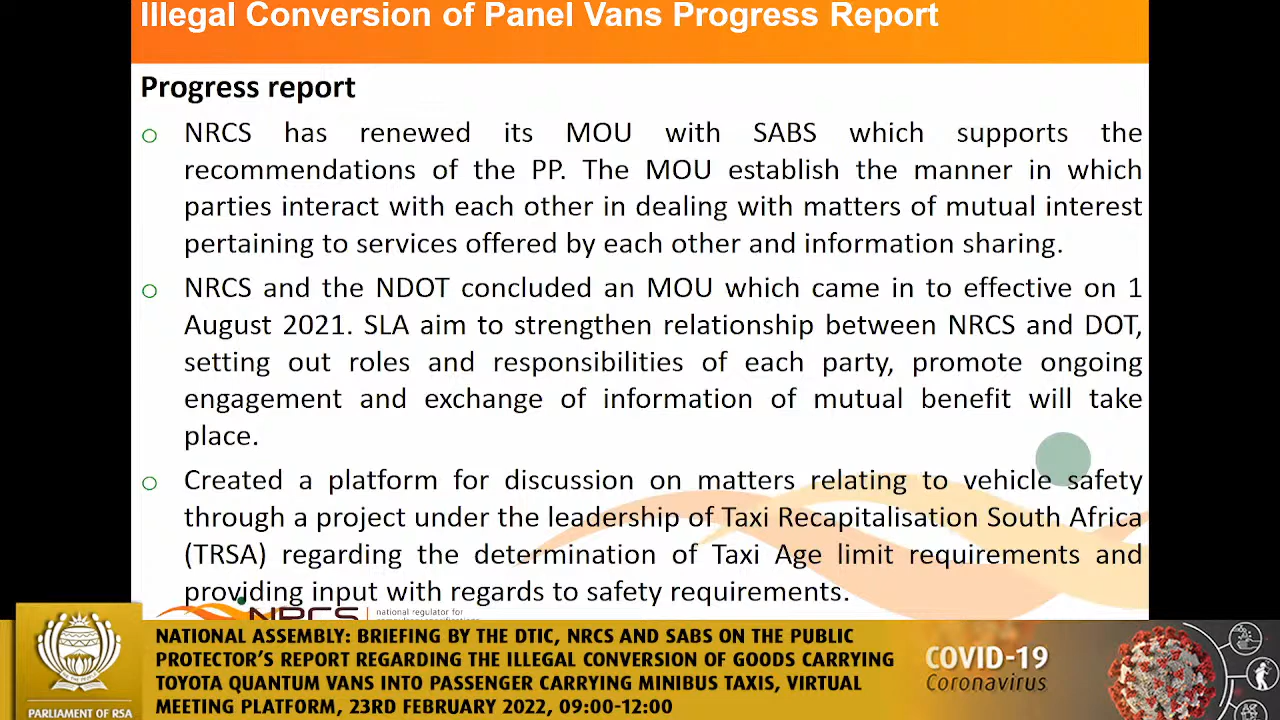 Illegal Conversion of Panel Vans Progress Report
Progress report
NRCS has renewed its MOU with SABS which supports the
recommendations of the PP. The MOU establish the manner in which
parties interact with each other in dealing with matters of mutual interest
pertaining to services offered by each other and information sharing.
NRCS and the NDOT concluded an MOU which came in to effective on 1
August 2021. SLA aim to strengthen relationship between NRCS and DOT,
setting out roles and responsibilities of each party, promote ongoing
engagement and exchange of information of mutual benefit will take
place.
Created a platform for discussion on matters relating to vehicle safety
through a project under the leadership of Taxi Recapitalisation South Africa
(TRSA) regarding the determination of Taxi Age limit requirements and
providing input with regards to safety requirements.
NRCS
national regulator for
NATIONAL ASSEMBLY: BRIEFING BY THE DTIC, NRCS AND SABS ON THE PUBLIC
PROTECTOR'S REPORT REGARDING THE ILLEGAL CONVERSION OF GOODS CARRYING
TOYOTA QUANTUM VANS INTO PASSENGER CARRYING MINIBUS TAXIS, VIRTUAL
MEETING PLATFORM, 23RD FEBRUARY 2022, 09:00-12:00
PARLIAMENT OF RSA
COVID-19
Coronavirus